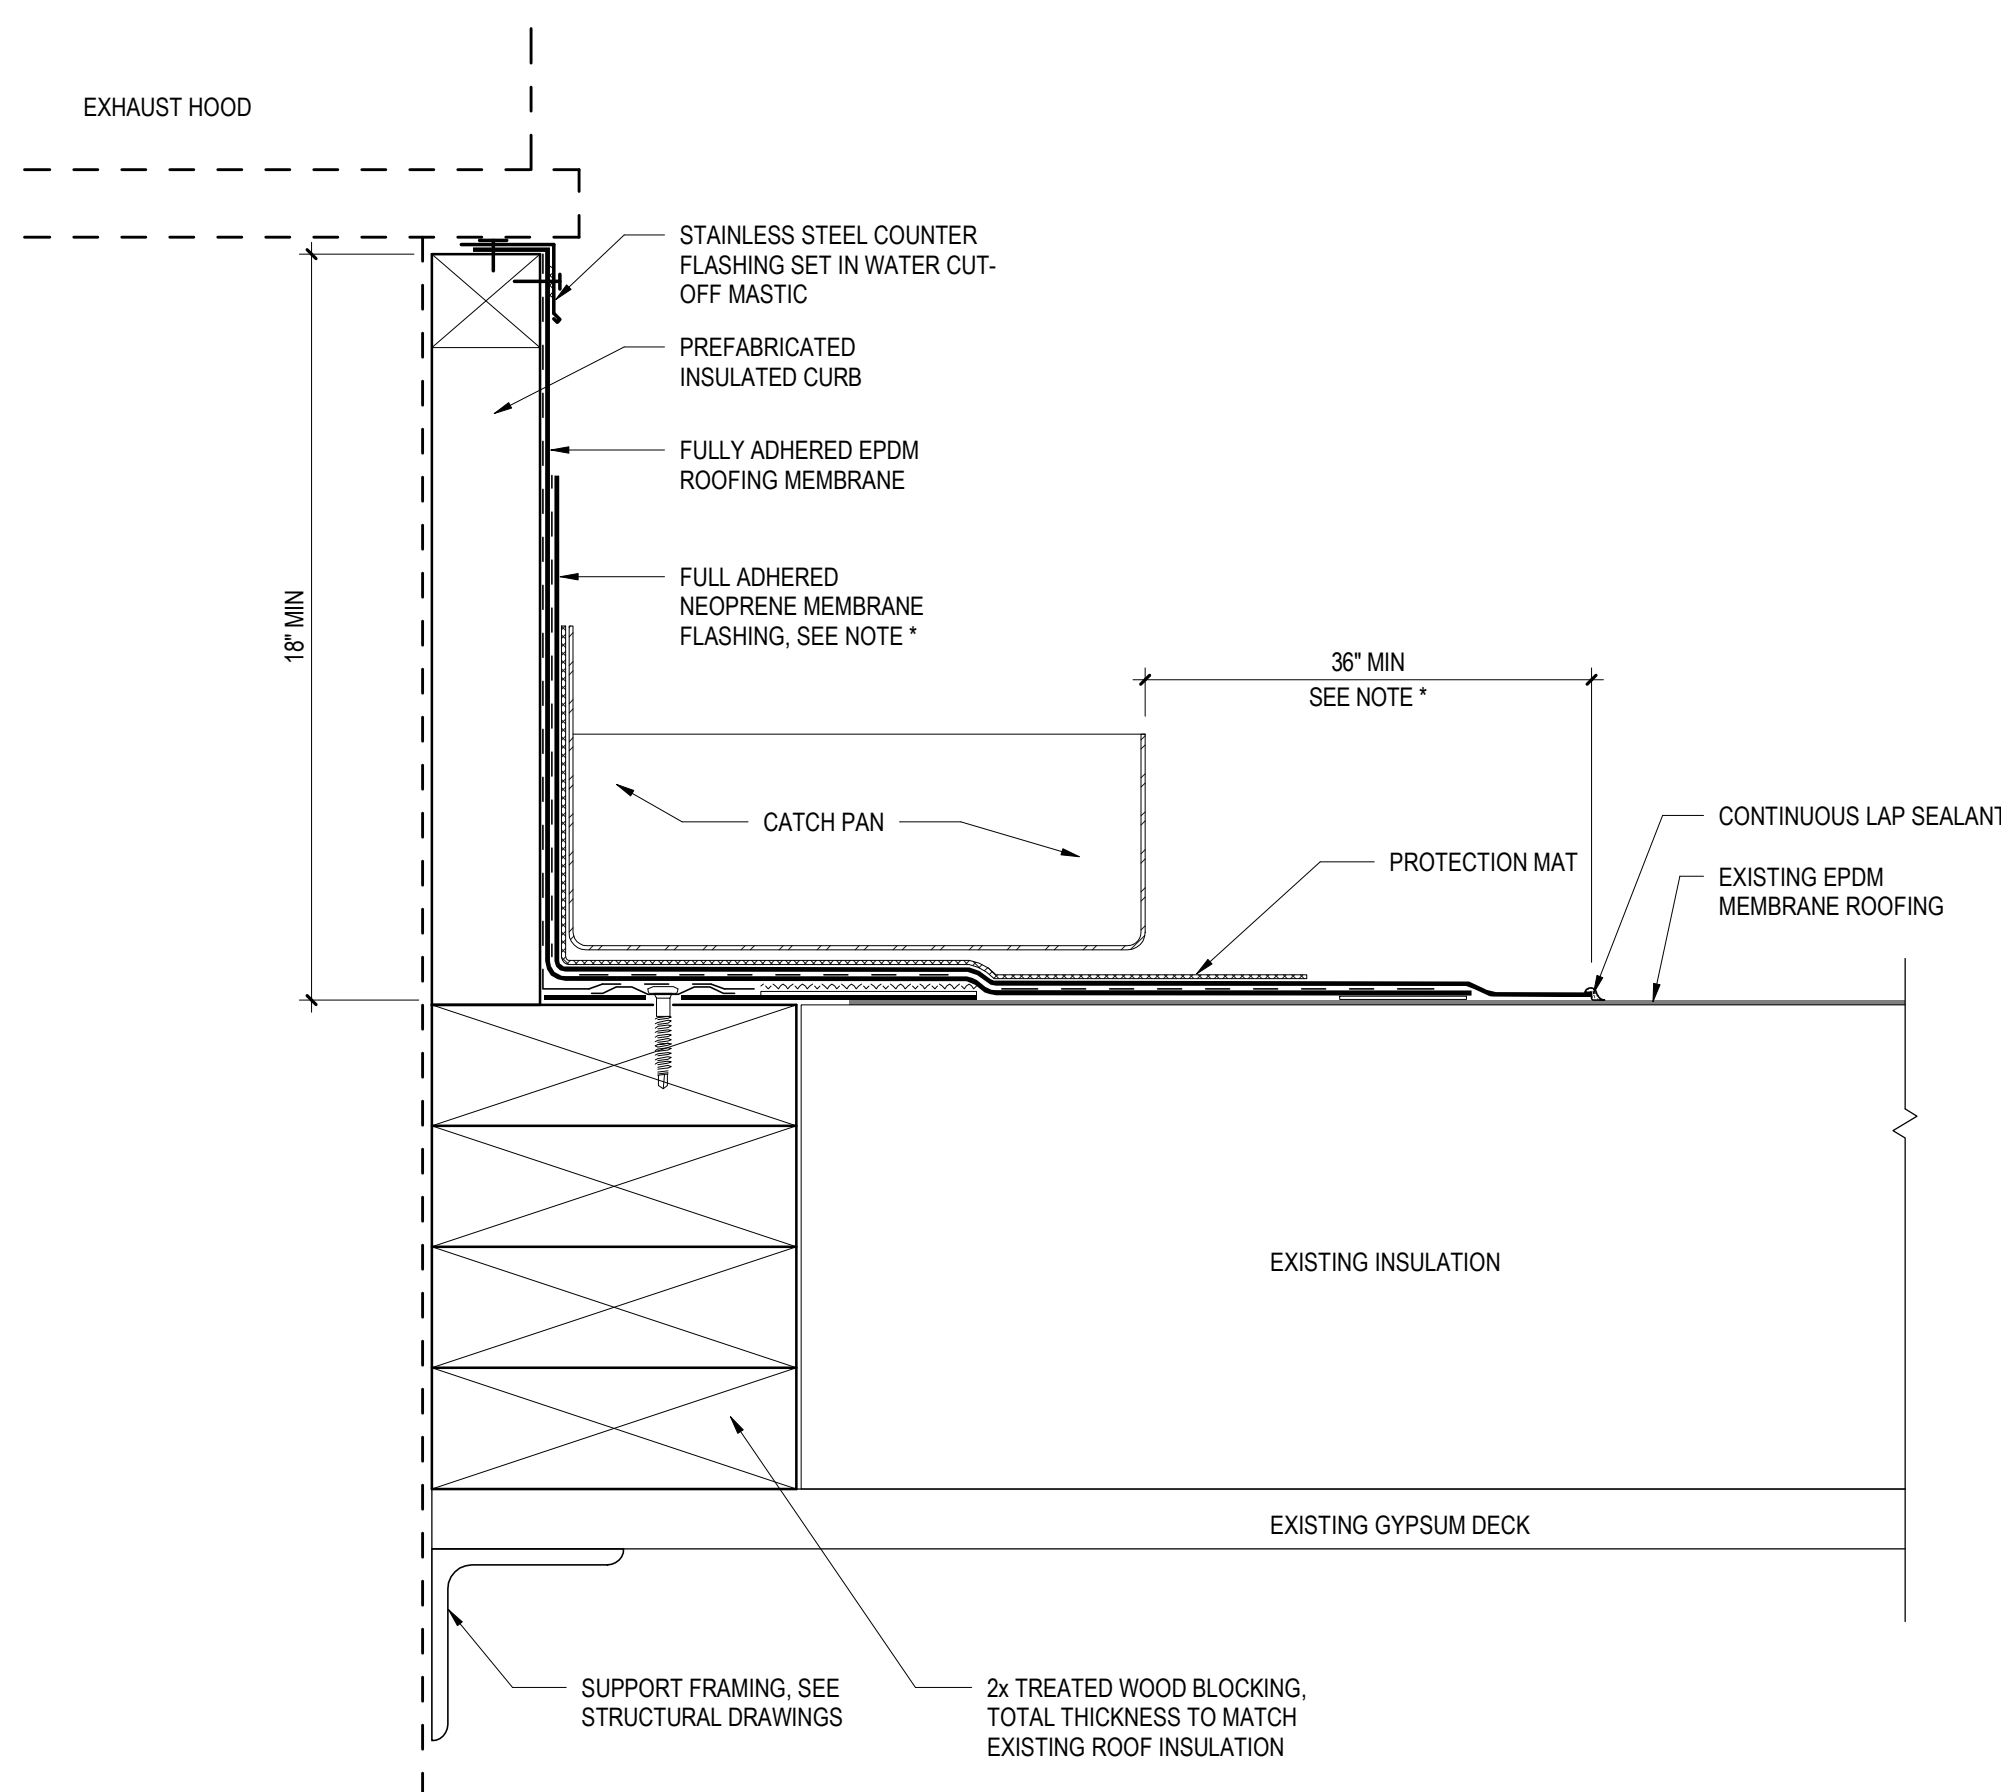 EXHAUST HOOD
STAINLESS STEEL COUNTER
FLASHING SET IN WATER CUT-
OFF MASTIC
PREFABRICATED
INSULATED CURB
FULLY ADHERED EPDM
ROOFING MEMBRANE
FULL ADHERED
NEOPRENE MEMBRANE
FLASHING, SEE NOTE *
18" MIN
36" MIN
SEE NOTE *
CATCH PAN
PROTECTION MAT
CONTINUOUS LAP SEALANT
EXISTING EPDM
MEMBRANE ROOFING
EXISTING INSULATION
EXISTING GYPSUM DECK
SUPPORT FRAMING, SEE
STRUCTURAL DRAWINGS
2x TREATED WOOD BLOCKING,
TOTAL THICKNESS TO MATCH
EXISTING ROOF INSULATION